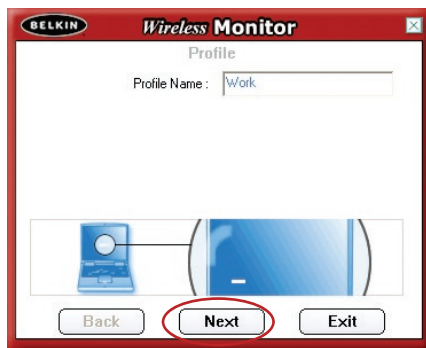 BELKIN Wireless Monitor
Profile
Profile Name : Work
Back Next Exit